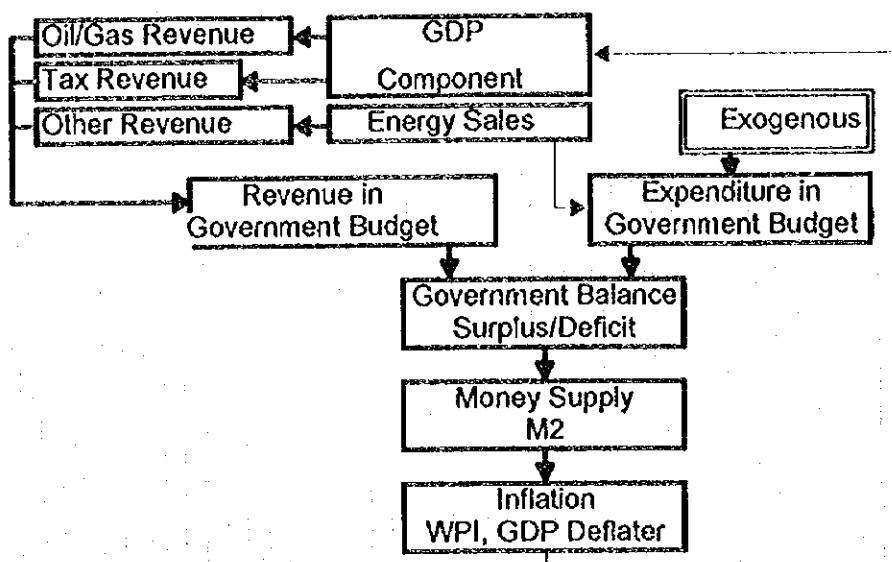 Oil/Gas Revenue
GDP
Component
Tax Revenue
Other Revenue
Energy Sales
Exogenous
Revenue in
Government Budget
Expenditure in
Government Budget
Government Balance
Surplus/Deficit
Money Supply
M2
Inflation
WPI, GDP Deflater